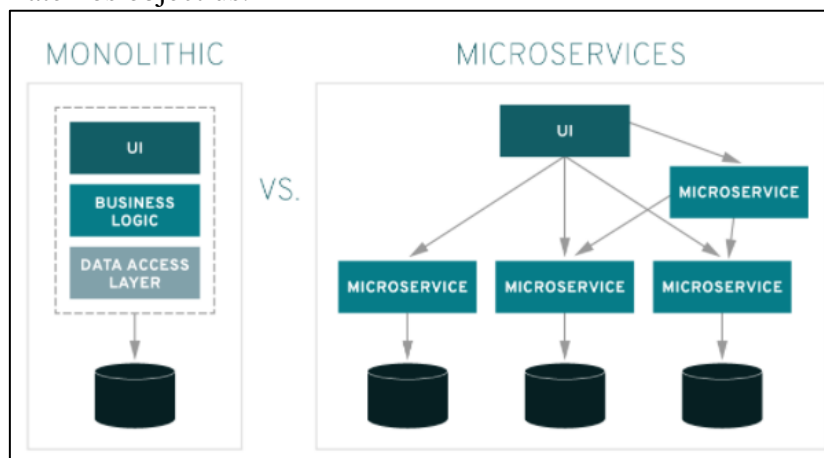 MONOLITHIC
MICROSERVICES
UI
BUSINESS
LOGIC
DATA ACCESS
LAYER
VS.
UI
MICROSERVICE
MICROSERVICE
MICROSERVICE
MICROSERVICE